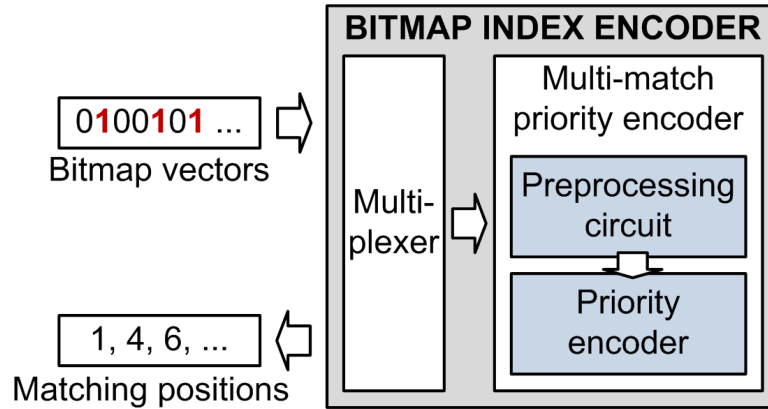 BITMAP INDEX ENCODER
0100101 ...
Bitmap vectors
Multi-
plexer
Multi-match
priority encoder
Preprocessing
circuit
Priority
encoder
1, 4, 6, ...
Matching positions